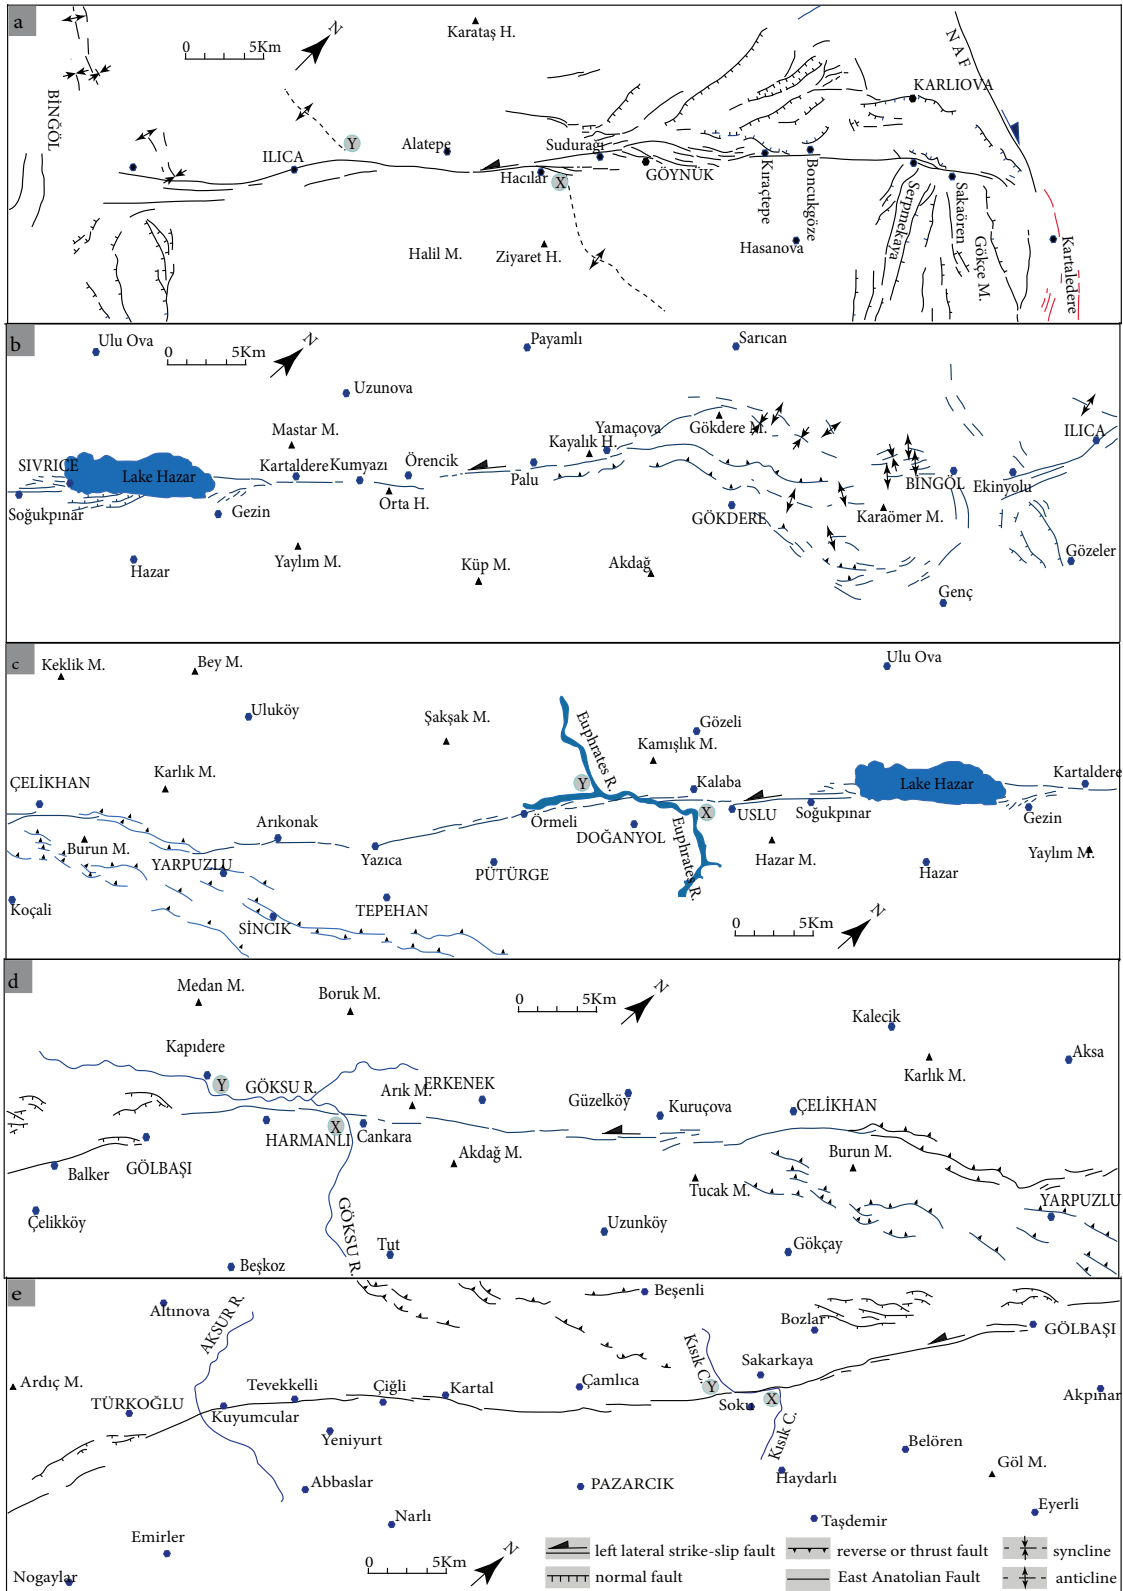 a
Karataş H.
0 5Km
N
N A F
BİNGÖL
KARLIOVA
Y
Alatepe
Suduraği
ILICA
Hacılar
X
GÖYNÜK
Kıraçtepe
Boncukgöze
Serpmekaya
Sakaören
Gökçe M.
Kartaledere
Halil M.
Ziyaret H.
Hasanova
b
Ulu Ova
0 5Km
N
Payamlı
Sarıcan
Uzunova
Mastar M.
Yamaçova
Gökdere M.
Kayalık H.
ILICA
SIVRICE
Lake Hazar
Kartaldere
Kumyazı
Örencik
Palu
BİNGÖL
Ekinyolu
Soğukpınar
Gezin
Orta H.
GÖKDERE
Karaömer M.
Hazar
Yaylım M.
Küp M.
Akdağ
Gözeler
Genç
c
Keklik M.
Bey M.
Ulu Ova
Uluköy
Şakşak M.
Euphrates R.
Gözeli
Kamışlık M.
ÇELİKHAN
Karlık M.
Y
Kalaba
Lake Hazar
Kartaldere
Örmeli
X
USLU
Soğukpınar
Gezin
Burun M.
Arıkonak
DOĞANYOL
Euphrates R.
YARPUZLU
Yazıca
PÜTÜRGE
Hazar M.
Hazar
Yaylım M.
Koçali
SİNCIK
TEPEHAN
0 5Km
N
d
Medan M.
Boruk M.
0 5Km
N
Kalecik
Kapıdere
Aksa
Y
GÖKSU R.
Arık M.
ERKENEK
Güzelköy
Kuruçova
Karlık M.
ÇELİKHAN
X
HARMANLI
Cankara
Balker
GÖLBAŞI
Akdağ M.
Burun M.
Tucak M.
YARPUZLU
Çelikköy
GÖKSU R.
Uzunköy
Tut
Gökçay
Beşkoz
e
Altınova
AKSUR R.
Beşenli
Bozlar
GÖLBAŞI
Kısık C.
Sakarkaya
Ardıç M.
Tevekkelli
Çiğli
Kartal
Çamlıca
Y
X
Akpınar
TÜRKOĞLU
Kuyumcular
Soku
Kısık C.
Yeniyurt
Belören
Abbaslar
PAZARCIK
Haydarlı
Göl M.
Narlı
Taşdemir
Eyerli
Emirler
Nogaylar
0 5Km
N
left lateral strike-slip fault
reverse or thrust fault
syncline
normal fault
East Anatolian Fault
anticline